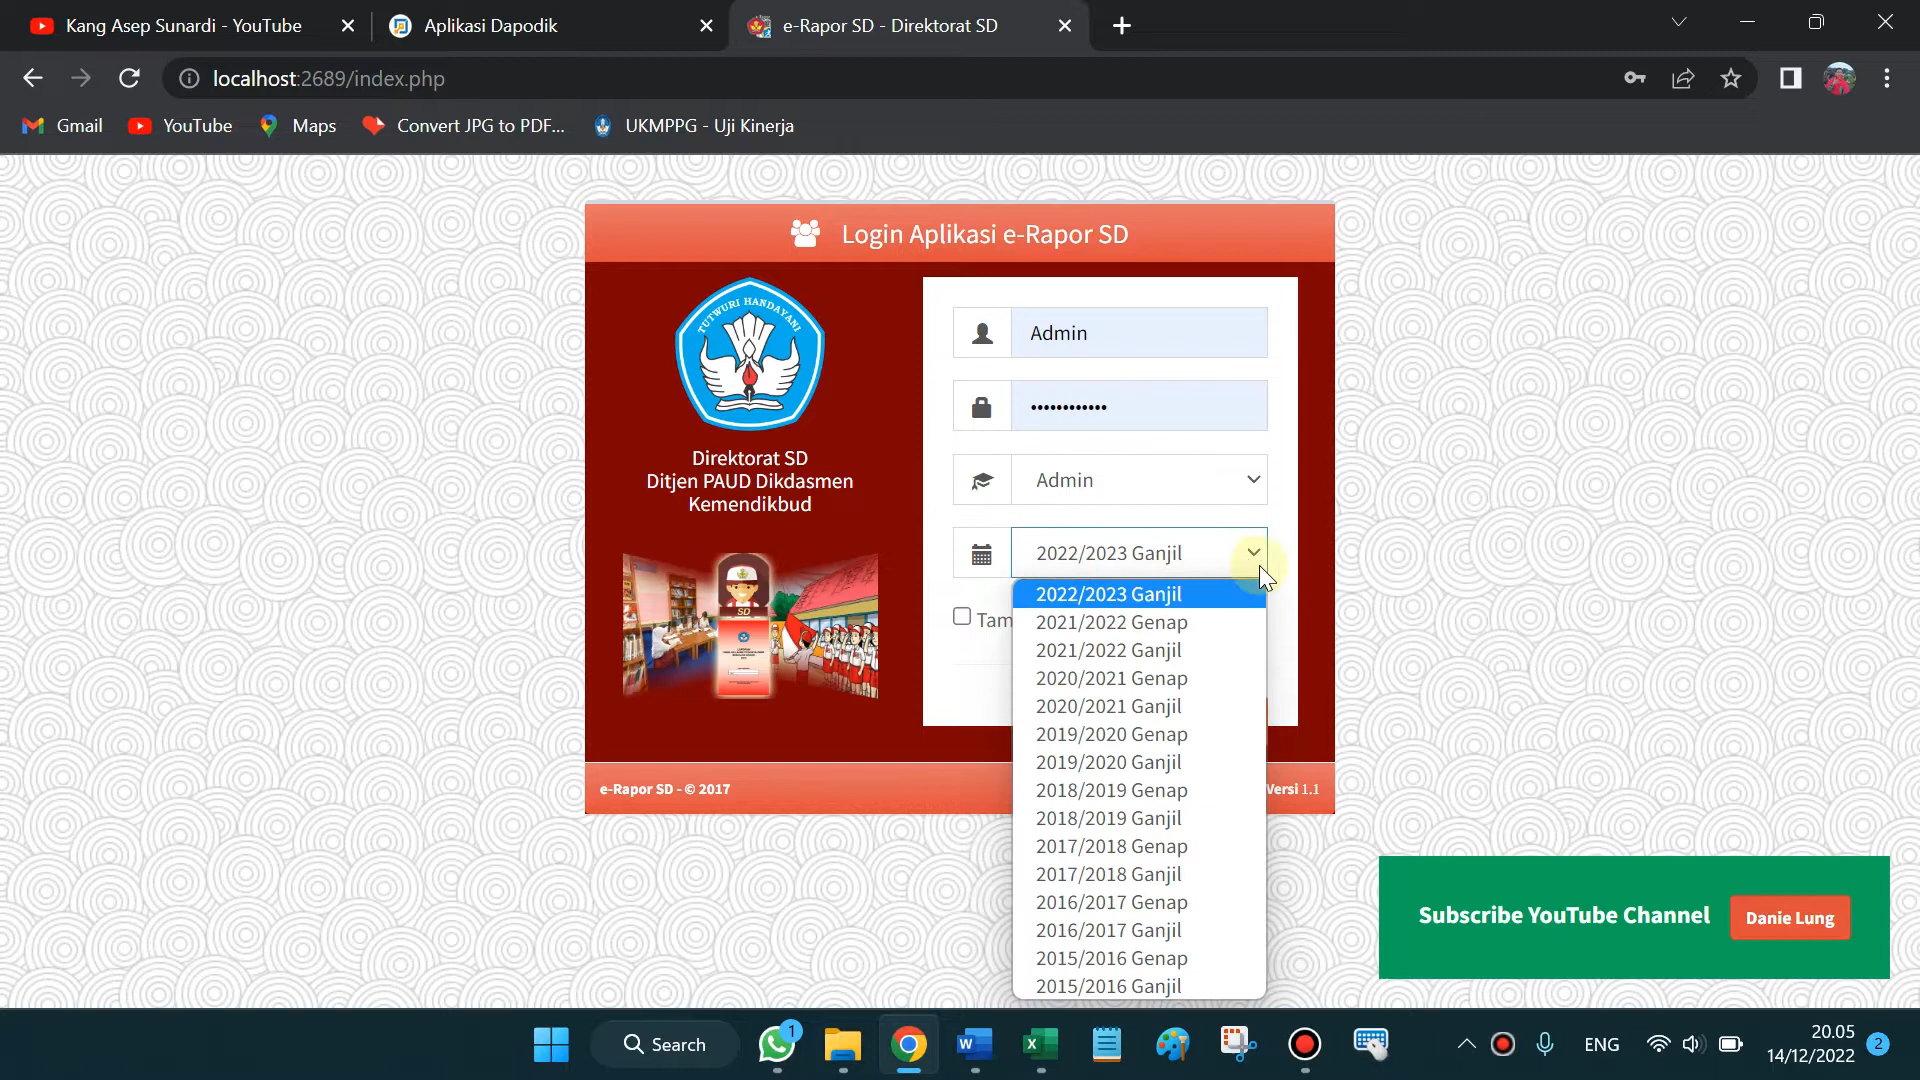 Kang Asep Sunardi - YouTube
Aplikasi Dapodik
e-Rapor SD - Direktorat SD
localhost:2689/index.php
Gmail
YouTube
Maps
Convert JPG to PDF...
UKMPPG - Uji Kinerja
Login Aplikasi e-Rapor SD
TUTWURI HANDAYANI
Direktorat SD
Ditjen PAUD Dikdasmen
Kemendikbud
SD
Admin
••••••••••••
Admin
2022/2023 Ganjil
2022/2023 Ganjil
2021/2022 Genap
2021/2022 Ganjil
2020/2021 Genap
2020/2021 Ganjil
2019/2020 Genap
2019/2020 Ganjil
2018/2019 Genap
2018/2019 Ganjil
2017/2018 Genap
2017/2018 Ganjil
2016/2017 Genap
2016/2017 Ganjil
2015/2016 Genap
2015/2016 Ganjil
Tam
e-Rapor SD - © 2017
Versi 1.1
Subscribe YouTube Channel
Danie Lung
Search
1
W
X
ENG
20.05
14/12/2022
2